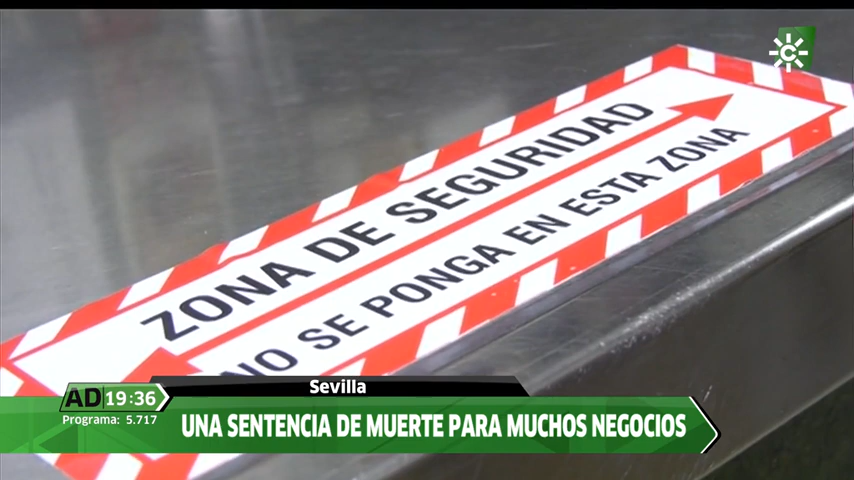 ZONA DE SEGURIDAD
NO SE PONGA EN ESTA ZONA
Sevilla
AD 19:36
Programa: 5.717
UNA SENTENCIA DE MUERTE PARA MUCHOS NEGOCIOS